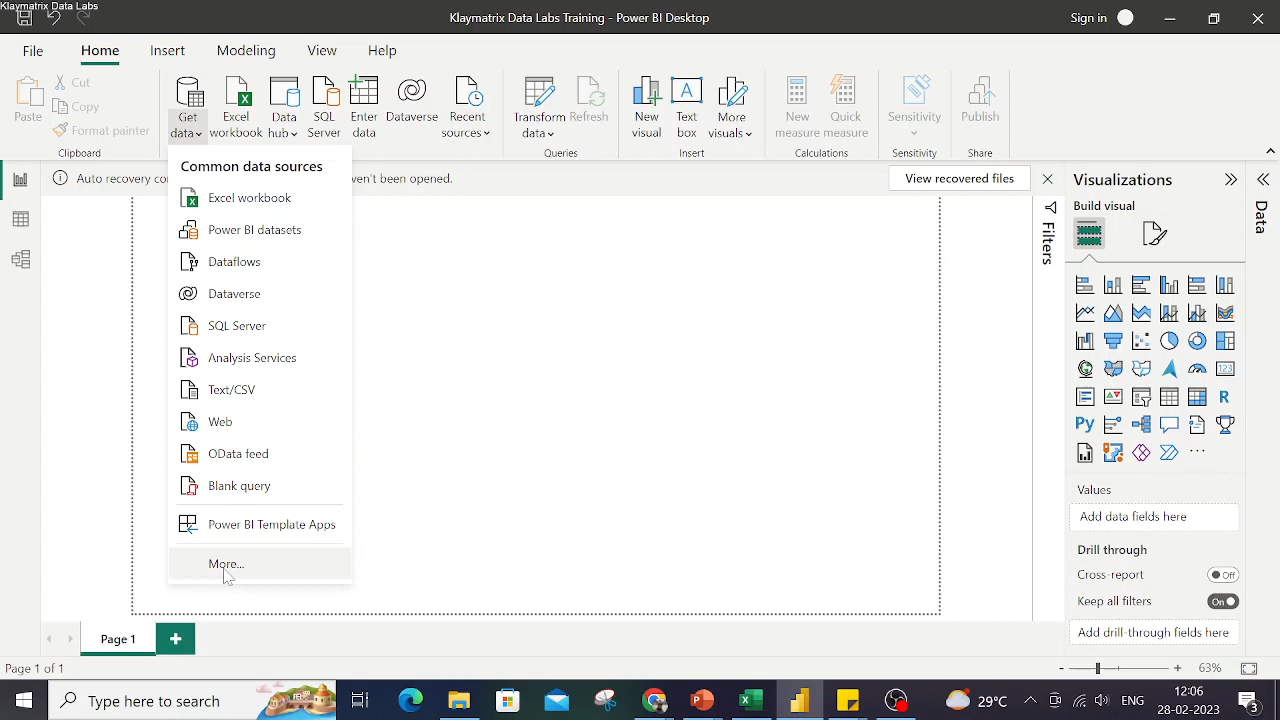 Klaymatrix Data Labs
Klaymatrix Data Labs Training - Power BI Desktop
Sign in
File
Home
Insert
Modeling
View
Help
Paste
Cut
Copy
Format painter
Clipboard
Get data
Excel workbook
Data hub
SQL Server
Enter data
Dataverse
Recent sources
Transform data
Refresh
Queries
New visual
A
Text box
More visuals
Insert
New measure
Quick measure
Calculations
Sensitivity
Sensitivity
Publish
Share
Auto recovery co
en't been opened.
View recovered files
Common data sources
Excel workbook
Power BI datasets
Dataflows
Dataverse
SQL Server
Analysis Services
Text/CSV
Web
OData feed
Blank query
Power BI Template Apps
More...
Filters
Visualizations
Build visual
123
R
Py
Values
Add data fields here
Drill through
Cross-report
Off
Keep all filters
On
Add drill-through fields here
Data
Page 1
Page 1 of 1
63%
Type here to search
29°C
ENG
12:06
28-02-2023
3